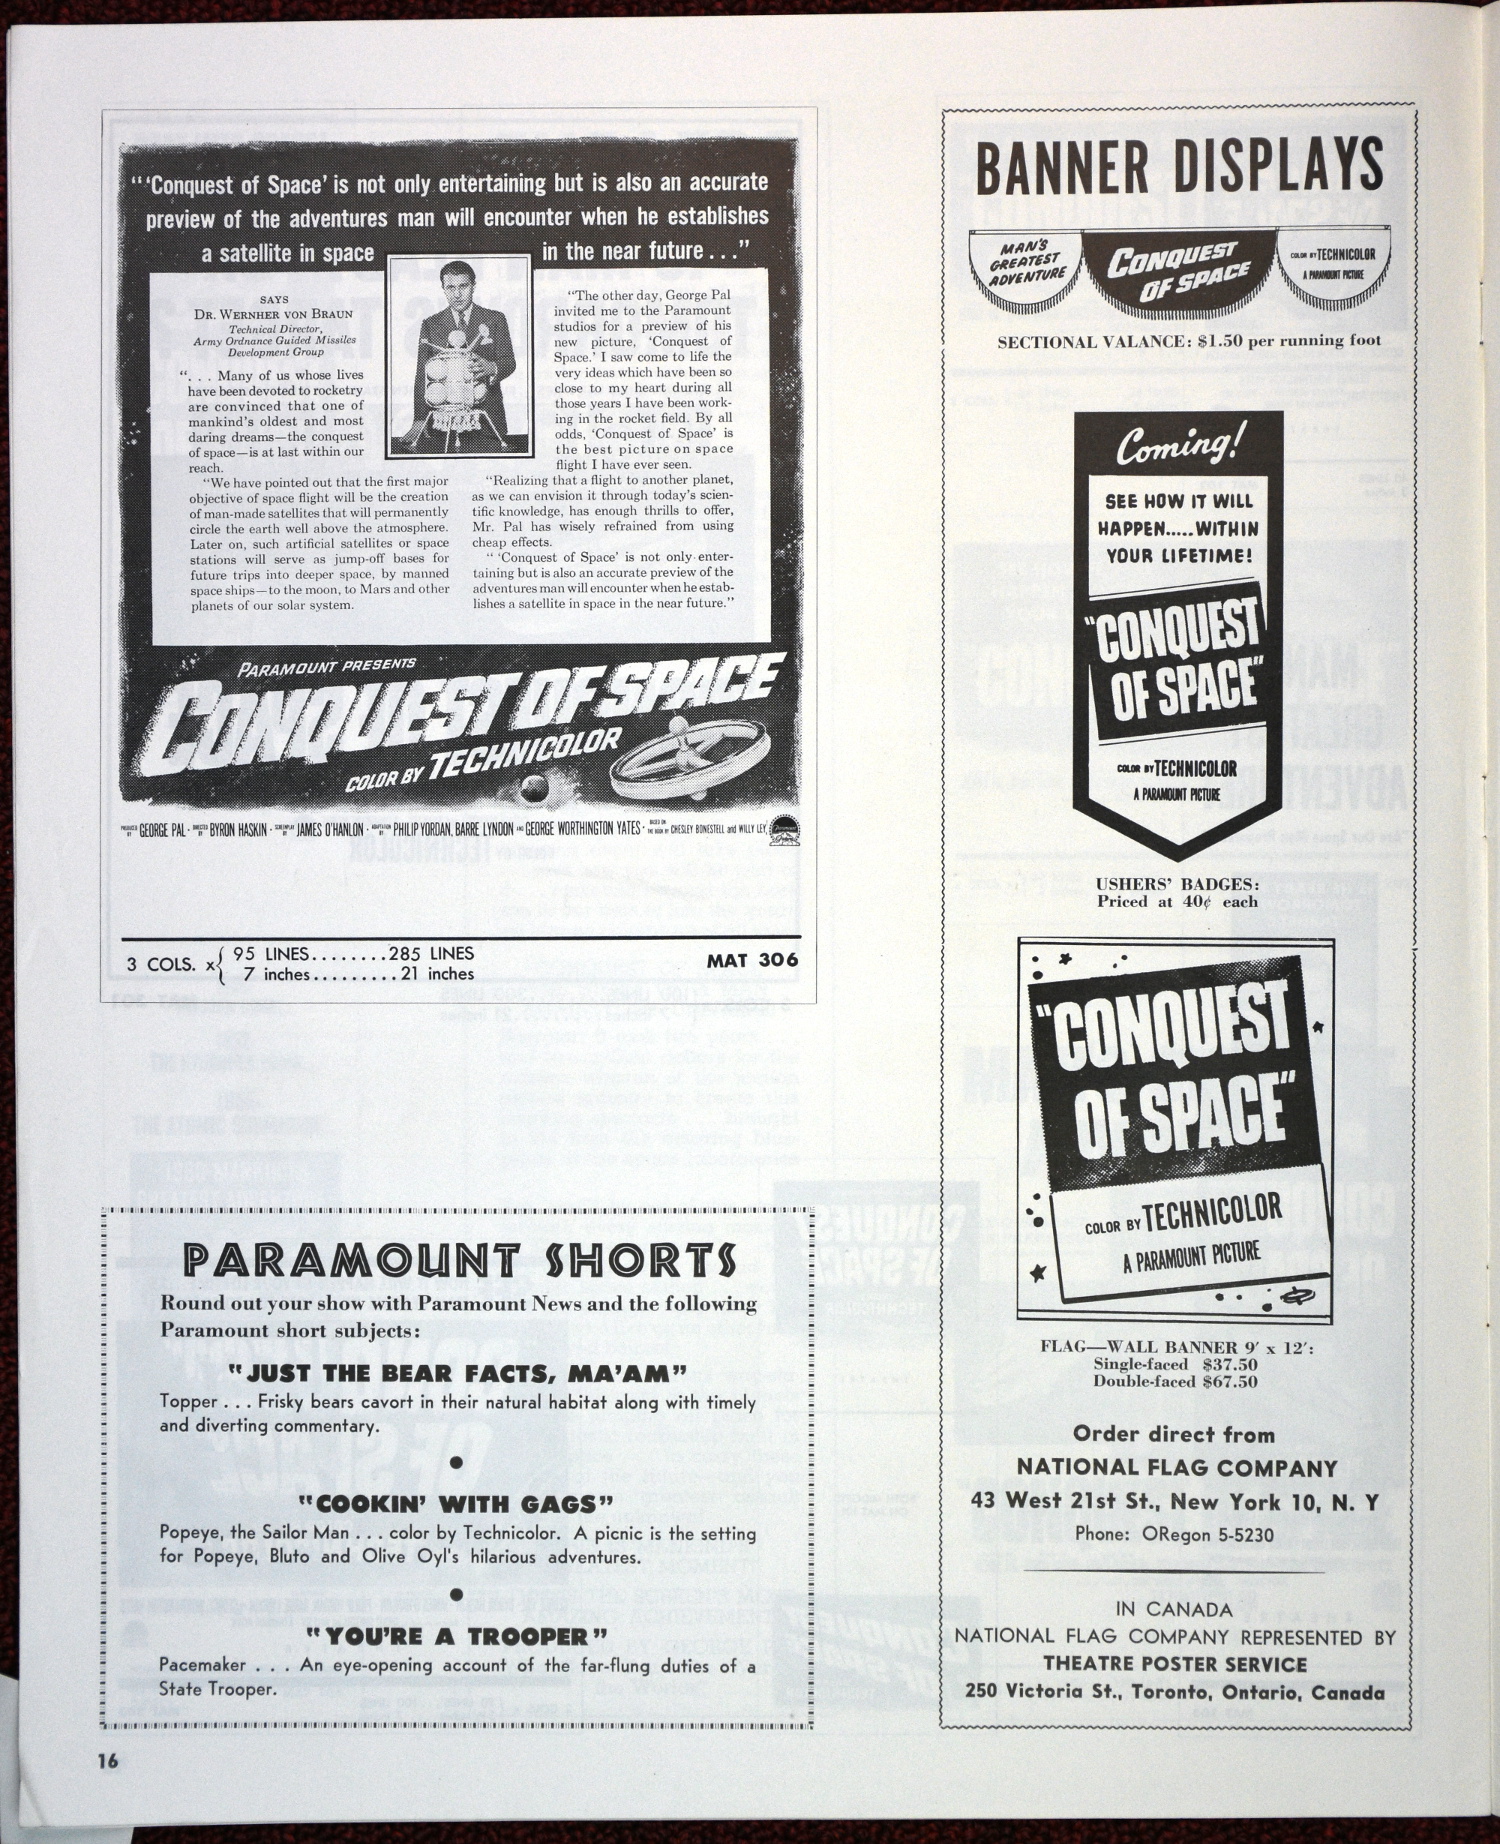 “‘Conquest of Space’ is not only entertaining but is also an accurate
preview of the adventures man will encounter when he establishes
a satellite in space in the near future . . .”
SAYS
DR. WERNHER VON BRAUN
Technical Director,
Army Ordnance Guided Missiles
Development Group
“. . . Many of us whose lives
have been devoted to rocketry
are convinced that one of
mankind’s oldest and most
daring dreams—the conquest
of space—is at last within our
reach.
“We have pointed out that the first major
objective of space flight will be the creation
of man-made satellites that will permanently
circle the earth well above the atmosphere.
Later on, such artificial satellites or space
stations will serve as jump-off bases for
future trips into deeper space, by manned
space ships—to the moon, to Mars and other
planets of our solar system.
“The other day, George Pal
invited me to the Paramount
studios for a preview of his
new picture, ‘Conquest of
Space.’ I saw come to life the
very ideas which have been so
close to my heart during all
those years I have been work-
ing in the rocket field. By all
odds, ‘Conquest of Space’ is
the best picture on space
flight I have ever seen.
“Realizing that a flight to another planet,
as we can envision it through today’s scien-
tific knowledge, has enough thrills to offer,
Mr. Pal has wisely refrained from using
cheap effects.
“ ‘Conquest of Space’ is not only enter-
taining but is also an accurate preview of the
adventures man will encounter when he estab-
lishes a satellite in space in the near future.”
PARAMOUNT PRESENTS
CONQUEST OF SPACE
COLOR BY TECHNICOLOR
PRODUCED BY GEORGE PAL · DIRECTED BY BYRON HASKIN · SCREENPLAY BY JAMES O’HANLON · ADAPTATION BY PHILIP YORDAN, BARRE LYNDON AND GEORGE WORTHINGTON YATES · BASED ON THE BOOK BY CHESLEY BONESTELL and WILLY LEY
Paramount
3 COLS. x { 95 LINES........285 LINES
7 inches.........21 inches
MAT 306
PARAMOUNT SHORTS
Round out your show with Paramount News and the following
Paramount short subjects:
“JUST THE BEAR FACTS, MA’AM”
Topper . . . Frisky bears cavort in their natural habitat along with timely
and diverting commentary.
“COOKIN’ WITH GAGS”
Popeye, the Sailor Man . . . color by Technicolor. A picnic is the setting
for Popeye, Bluto and Olive Oyl's hilarious adventures.
“YOU’RE A TROOPER”
Pacemaker . . . An eye-opening account of the far-flung duties of a
State Trooper.
16
BANNER DISPLAYS
MAN'S
GREATEST
ADVENTURE
CONQUEST
OF SPACE
COLOR BY TECHNICOLOR
A PARAMOUNT PICTURE
SECTIONAL VALANCE: $1.50 per running foot
Coming!
SEE HOW IT WILL
HAPPEN.....WITHIN
YOUR LIFETIME!
"CONQUEST
OF SPACE"
COLOR BY TECHNICOLOR
A PARAMOUNT PICTURE
USHERS’ BADGES:
Priced at 40¢ each
"CONQUEST
OF SPACE"
COLOR BY TECHNICOLOR
A PARAMOUNT PICTURE
FLAG—WALL BANNER 9′ x 12′:
Single-faced $37.50
Double-faced $67.50
Order direct from
NATIONAL FLAG COMPANY
43 West 21st St., New York 10, N. Y
Phone: ORegon 5-5230
IN CANADA
NATIONAL FLAG COMPANY REPRESENTED BY
THEATRE POSTER SERVICE
250 Victoria St., Toronto, Ontario, Canada